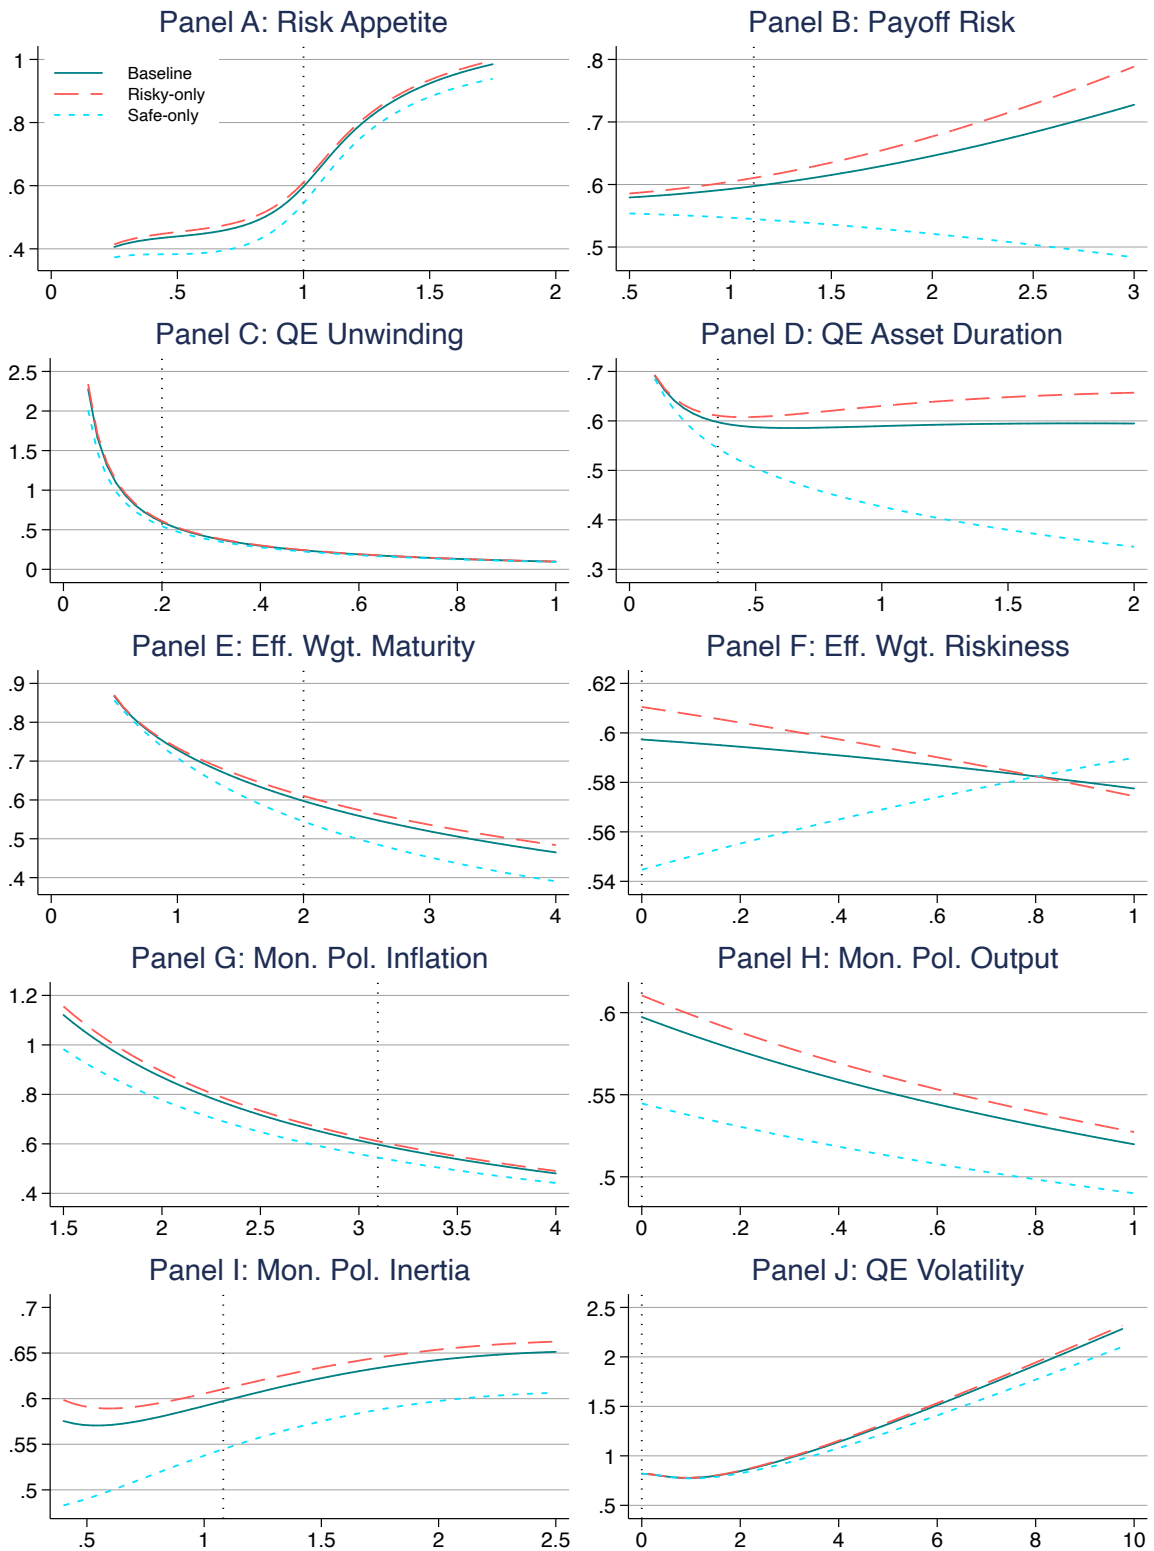 Panel A: Risk Appetite
1
.8
.6
.4
Baseline
Risky-only
Safe-only
0 .5 1 1.5 2
Panel B: Payoff Risk
.8
.7
.6
.5
.5 1 1.5 2 2.5 3
Panel C: QE Unwinding
2.5
2
1.5
1
.5
0
0 .2 .4 .6 .8 1
Panel D: QE Asset Duration
.7
.6
.5
.4
.3
0 .5 1 1.5 2
Panel E: Eff. Wgt. Maturity
.9
.8
.7
.6
.5
.4
0 1 2 3 4
Panel F: Eff. Wgt. Riskiness
.62
.6
.58
.56
.54
0 .2 .4 .6 .8 1
Panel G: Mon. Pol. Inflation
1.2
1
.8
.6
.4
1.5 2 2.5 3 3.5 4
Panel H: Mon. Pol. Output
.6
.55
.5
0 .2 .4 .6 .8 1
Panel I: Mon. Pol. Inertia
.7
.65
.6
.55
.5
.5 1 1.5 2 2.5
Panel J: QE Volatility
2.5
2
1.5
1
.5
0 2 4 6 8 10